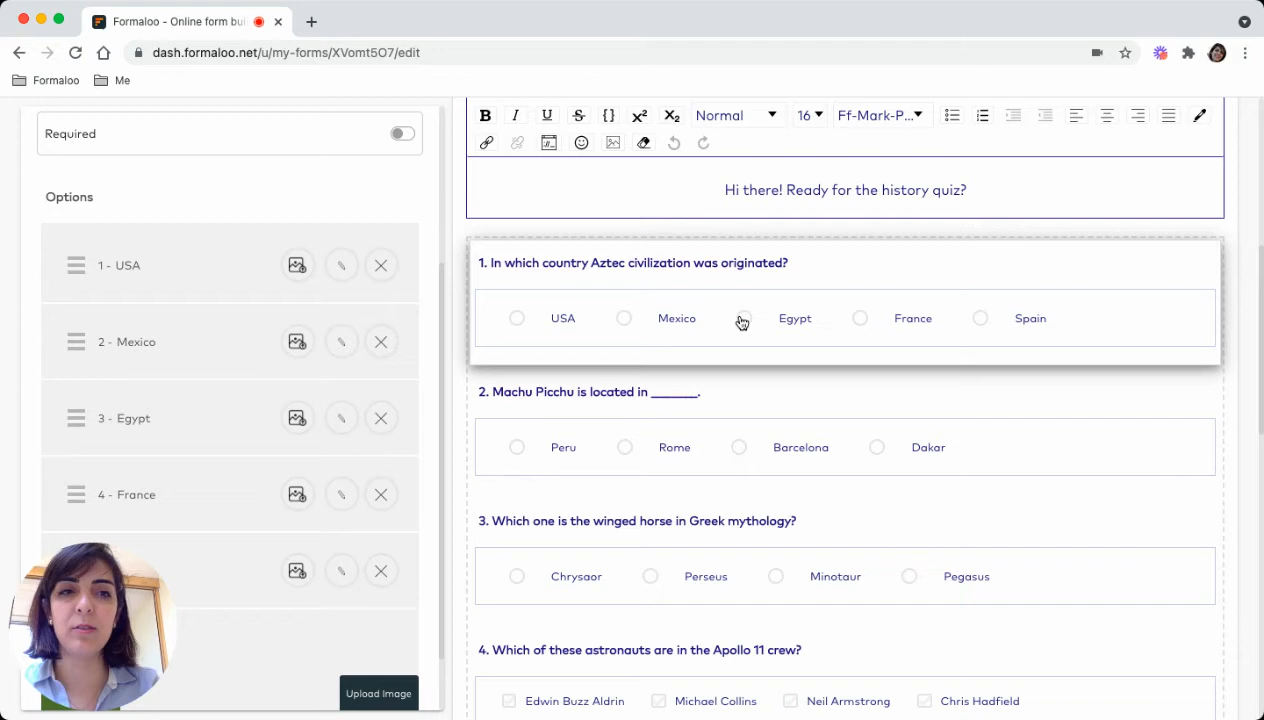 Formaloo - Online form bu
dash.formaloo.net/u/my-forms/XVomt5O7/edit
Formaloo
Me
Required
Options
1 - USA
2 - Mexico
3 - Egypt
4 - France
Upload Image
B I U S {} X² X₂ Normal 16 Ff-Mark-P...
Hi there! Ready for the history quiz?
1. In which country Aztec civilization was originated?
USA Mexico Egypt France Spain
2. Machu Picchu is located in _______.
Peru Rome Barcelona Dakar
3. Which one is the winged horse in Greek mythology?
Chrysaor Perseus Minotaur Pegasus
4. Which of these astronauts are in the Apollo 11 crew?
Edwin Buzz Aldrin Michael Collins Neil Armstrong Chris Hadfield